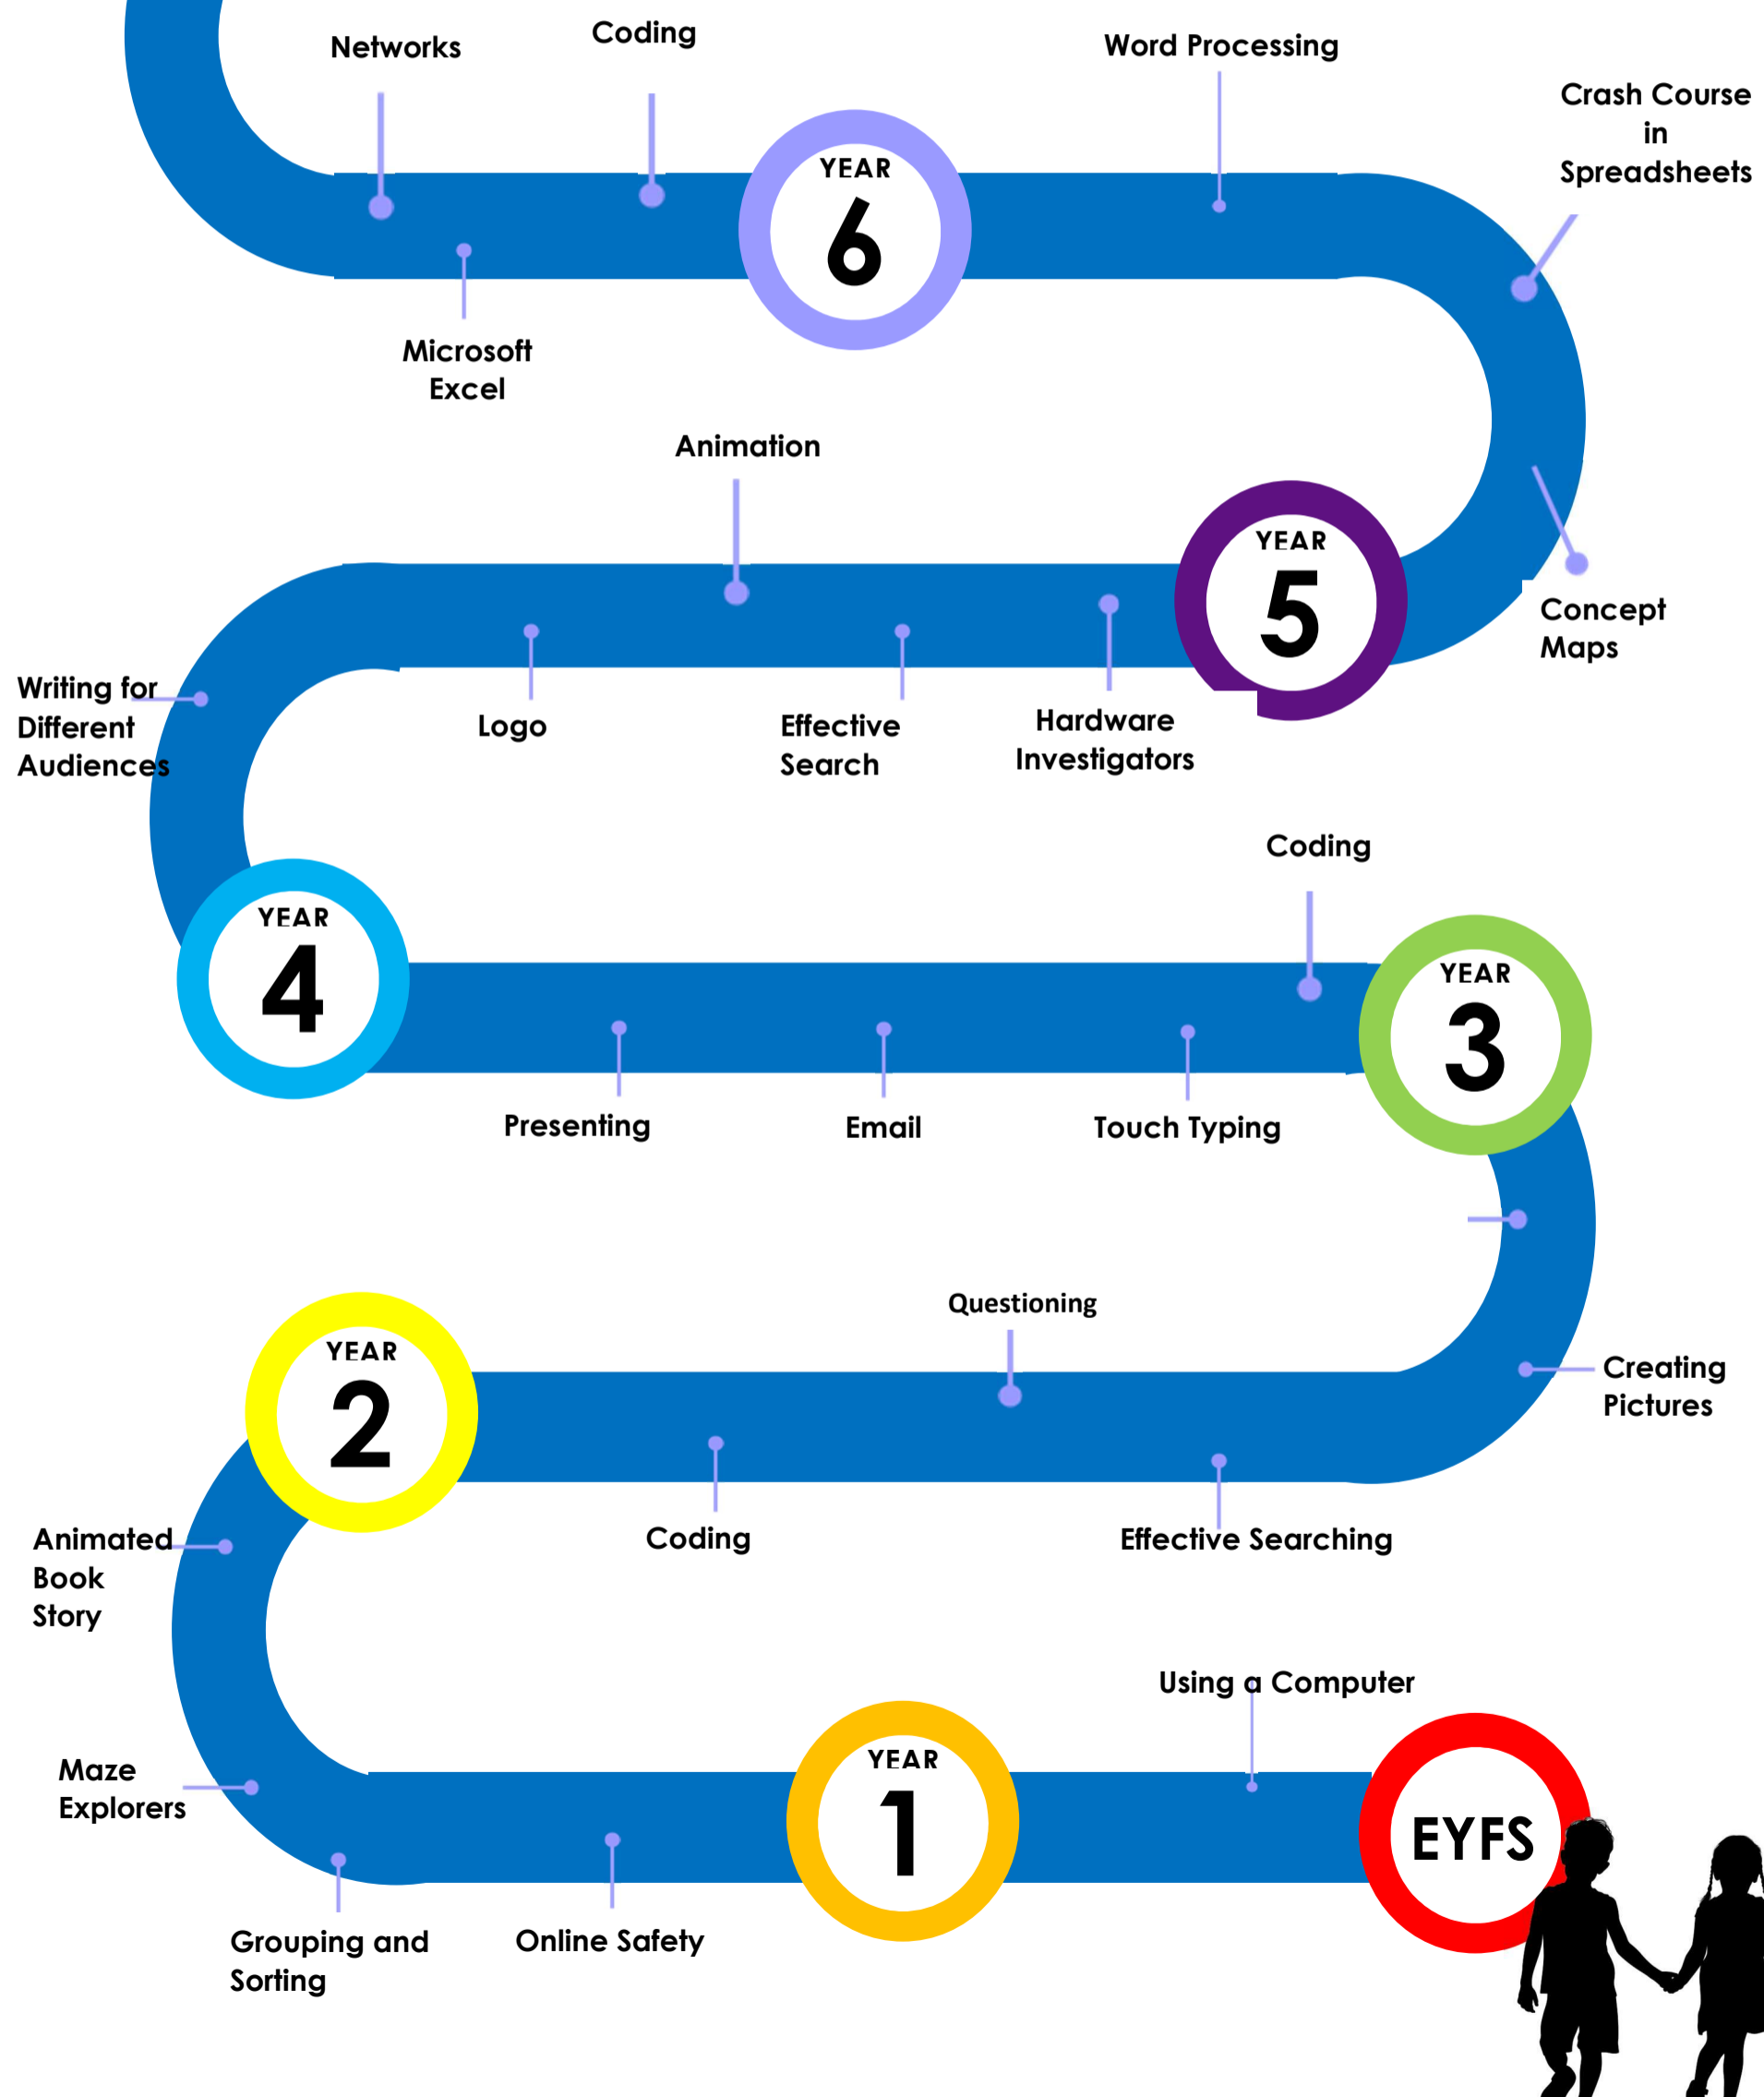 Networks
Coding
Word Processing
Crash Course
in
Spreadsheets
YEAR
6
Microsoft
Excel
Animation
YEAR
5
Concept
Maps
Writing for
Different
Audiences
Logo
Effective
Search
Hardware
Investigators
Coding
YEAR
4
YEAR
3
Presenting
Email
Touch Typing
Questioning
YEAR
2
Creating
Pictures
Animated
Book
Story
Coding
Effective Searching
Using a Computer
Maze
Explorers
YEAR
1
EYFS
Grouping and
Sorting
Online Safety